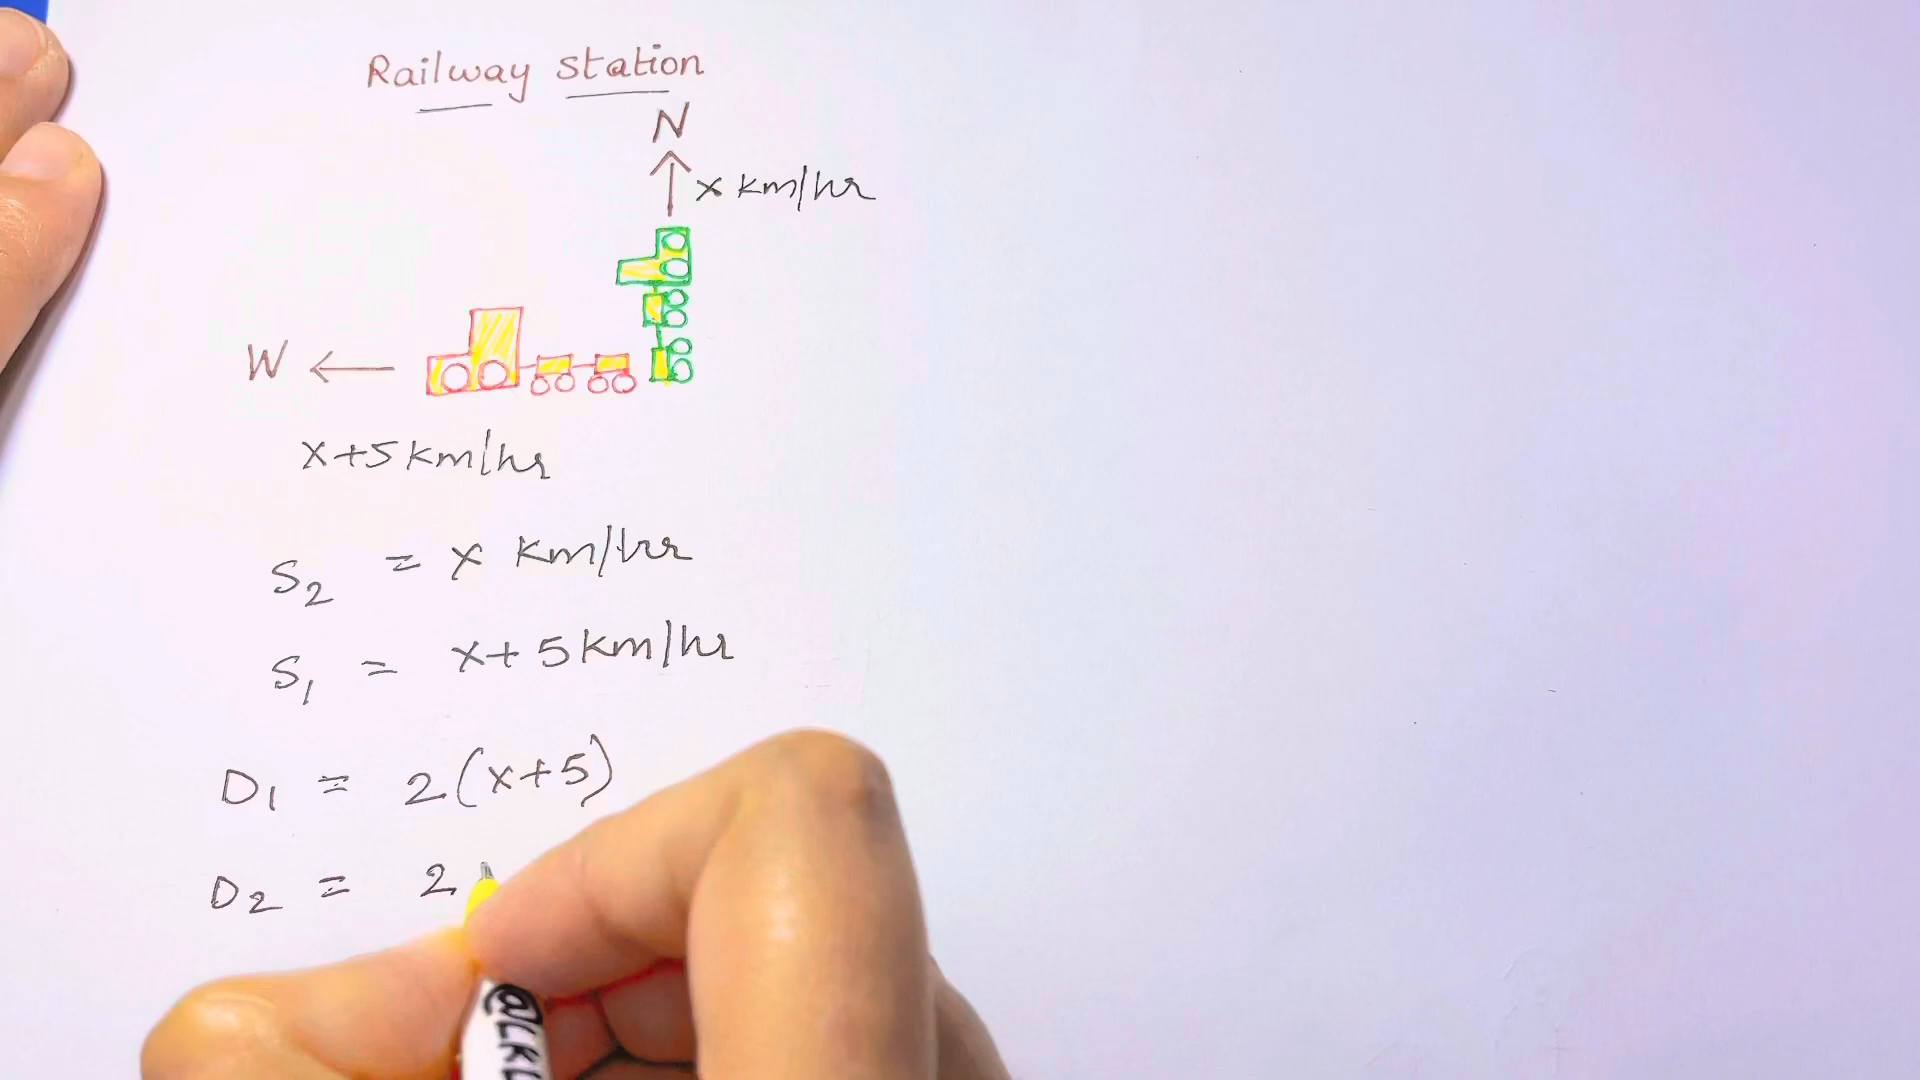 Railway station
N
x km/hr
W
x+5 km/hr
S2 = x km/hr
S1 = x+5 km/hr
D1 = 2(x+5)
D2 = 2